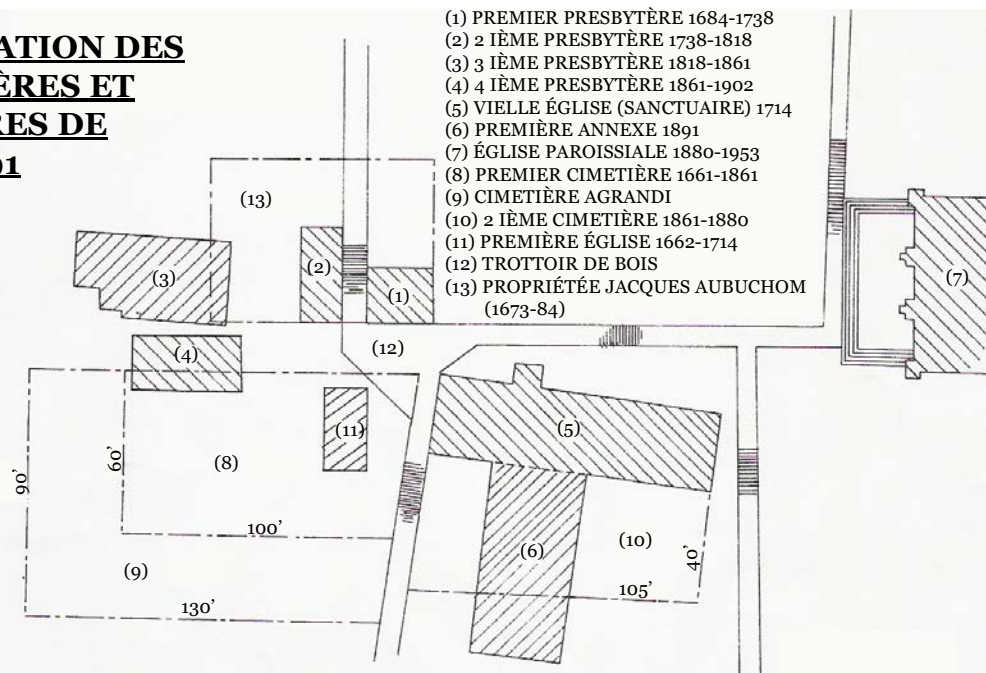 ATION DES
ÈRES ET
RES DE
91
(1) PREMIER PRESBYTÈRE 1684-1738
(2) 2 IÈME PRESBYTÈRE 1738-1818
(3) 3 IÈME PRESBYTÈRE 1818-1861
(4) 4 IÈME PRESBYTÈRE 1861-1902
(5) VIELLE ÉGLISE (SANCTUAIRE) 1714
(6) PREMIÈRE ANNEXE 1891
(7) ÉGLISE PAROISSIALE 1880-1953
(8) PREMIER CIMETIÈRE 1661-1861
(9) CIMETIÈRE AGRANDI
(10) 2 IÈME CIMETIÈRE 1861-1880
(11) PREMIÈRE ÉGLISE 1662-1714
(12) TROTTOIR DE BOIS
(13) PROPRIÉTÉE JACQUES AUBUCHOM
(1673-84)
(13)
(3)
(2)
(1)
(7)
(4)
(12)
(11)
(5)
(8)
90'
60'
100'
(6)
(10)
40'
(9)
105'
130'